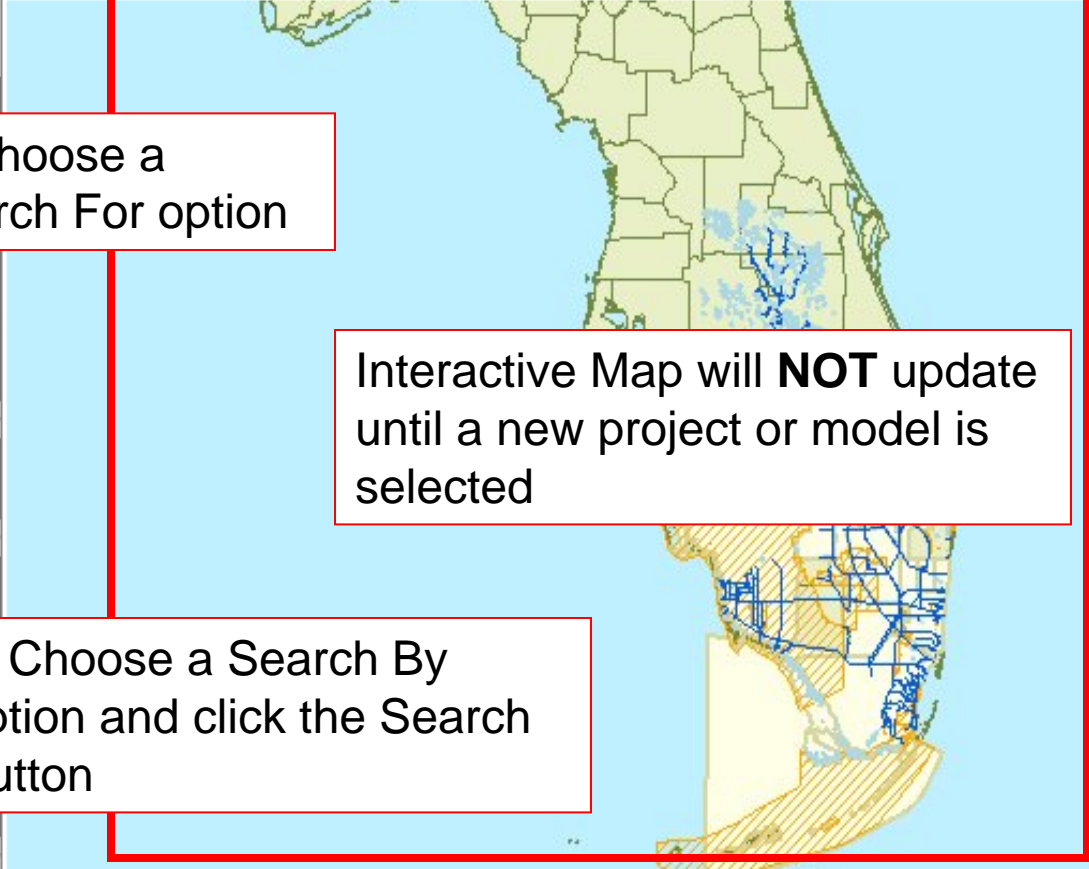 hoose a
rch For option
Interactive Map will NOT update
until a new project or model is
selected
Choose a Search By
tion and click the Search
utton